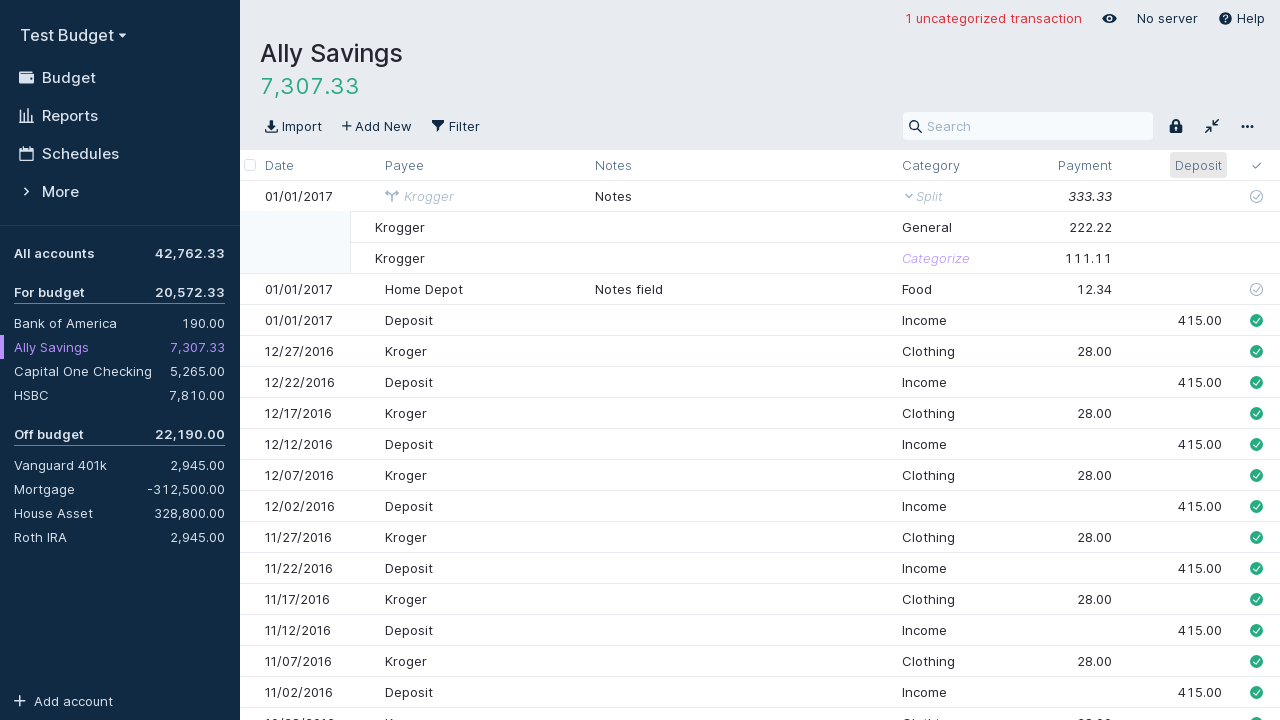 1 uncategorized transaction No server Help
Test Budget
Ally Savings
7,307.33
Budget
Reports
Schedules
More
Import Add New Filter Search
All accounts 42,762.33
For budget 20,572.33
Bank of America 190.00
Ally Savings 7,307.33
Capital One Checking 5,265.00
HSBC 7,810.00
Off budget 22,190.00
Vanguard 401k 2,945.00
Mortgage -312,500.00
House Asset 328,800.00
Roth IRA 2,945.00
Add account
Date Payee Notes Category Payment Deposit
01/01/2017 Krogger Notes Split 333.33
Krogger General 222.22
Krogger Categorize 111.11
01/01/2017 Home Depot Notes field Food 12.34
01/01/2017 Deposit Income 415.00
12/27/2016 Kroger Clothing 28.00
12/22/2016 Deposit Income 415.00
12/17/2016 Kroger Clothing 28.00
12/12/2016 Deposit Income 415.00
12/07/2016 Kroger Clothing 28.00
12/02/2016 Deposit Income 415.00
11/27/2016 Kroger Clothing 28.00
11/22/2016 Deposit Income 415.00
11/17/2016 Kroger Clothing 28.00
11/12/2016 Deposit Income 415.00
11/07/2016 Kroger Clothing 28.00
11/02/2016 Deposit Income 415.00